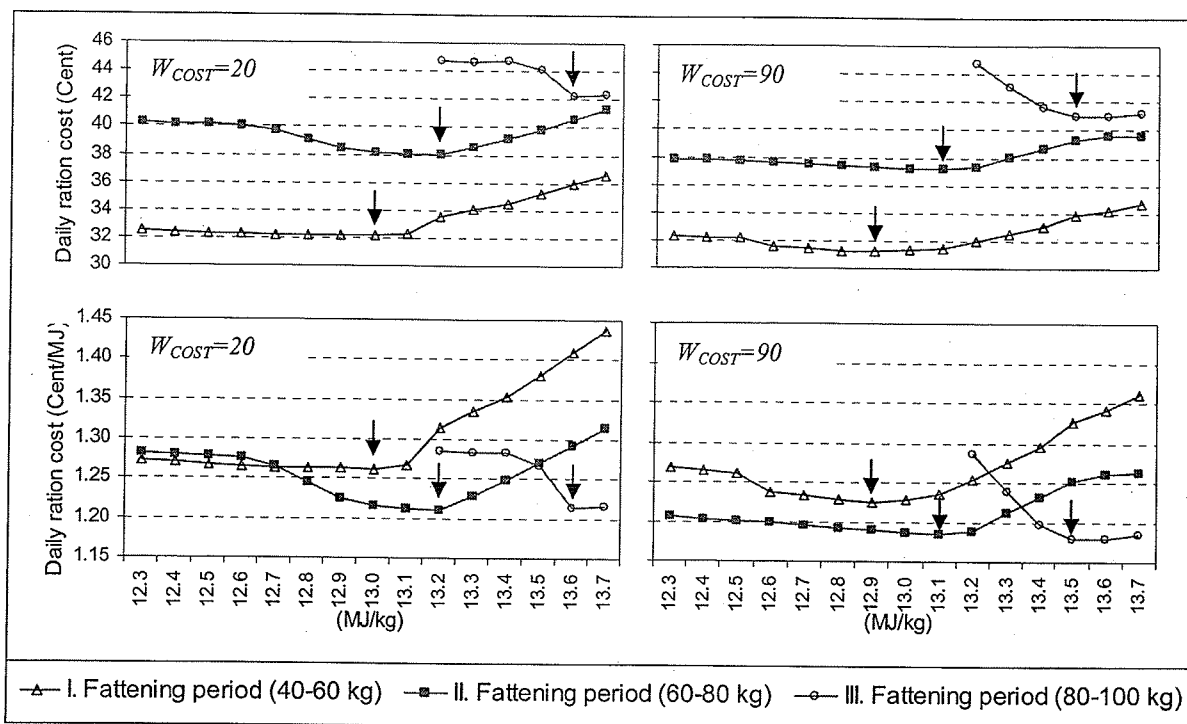 Daily ration cost (Cent)
46
44
42
40
38
36
34
32
30
W_COST=20
W_COST=90
Daily ration cost (Cent/MJ)
1.45
1.40
1.35
1.30
1.25
1.20
1.15
W_COST=20
W_COST=90
12.3 12.4 12.5 12.6 12.7 12.8 12.9 13.0 13.1 13.2 13.3 13.4 13.5 13.6 13.7
(MJ/kg)
12.3 12.4 12.5 12.6 12.7 12.8 12.9 13.0 13.1 13.2 13.3 13.4 13.5 13.6 13.7
(MJ/kg)
I. Fattening period (40-60 kg) II. Fattening period (60-80 kg) III. Fattening period (80-100 kg)